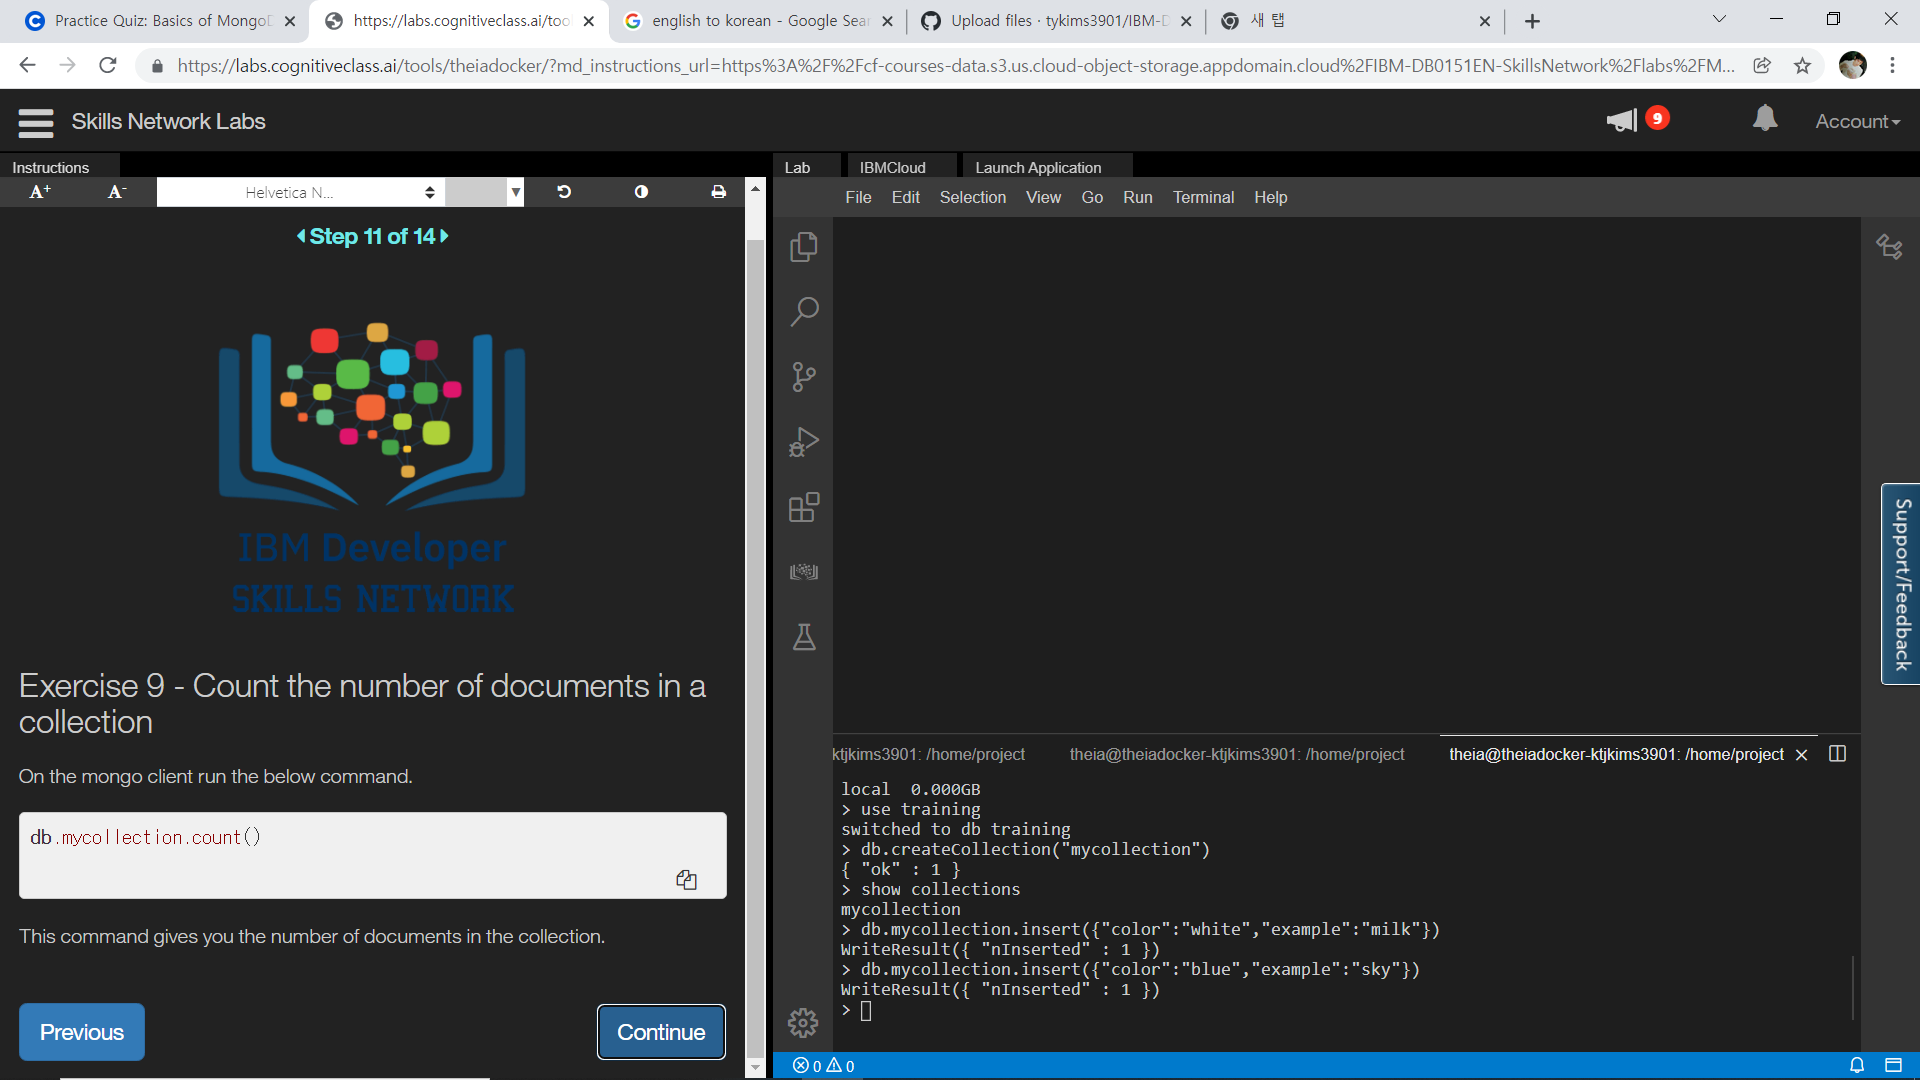 Practice Quiz: Basics of MongoD
https://labs.cognitiveclass.ai/too
english to korean - Google Sear
Upload files · tykims3901/IBM-D
새 탭
https://labs.cognitiveclass.ai/tools/theiadocker/?md_instructions_url=https%3A%2F%2Fcf-courses-data.s3.us.cloud-object-storage.appdomain.cloud%2FIBM-DB0151EN-SkillsNetwork%2Flabs%2FM...
Skills Network Labs
9
Account
Instructions
Lab
IBMCloud
Launch Application
A+
A-
Helvetica N...
File
Edit
Selection
View
Go
Run
Terminal
Help
Step 11 of 14
IBM Developer
SKILLS NETWORK
Exercise 9 - Count the number of documents in a
collection
On the mongo client run the below command.
db.mycollection.count()
This command gives you the number of documents in the collection.
Previous
Continue
Support/Feedback
ktjkims3901: /home/project
theia@theiadocker-ktjkims3901: /home/project
theia@theiadocker-ktjkims3901: /home/project
local  0.000GB
> use training
switched to db training
> db.createCollection("mycollection")
{ "ok" : 1 }
> show collections
mycollection
> db.mycollection.insert({"color":"white","example":"milk"})
WriteResult({ "nInserted" : 1 })
> db.mycollection.insert({"color":"blue","example":"sky"})
WriteResult({ "nInserted" : 1 })
>
0
0